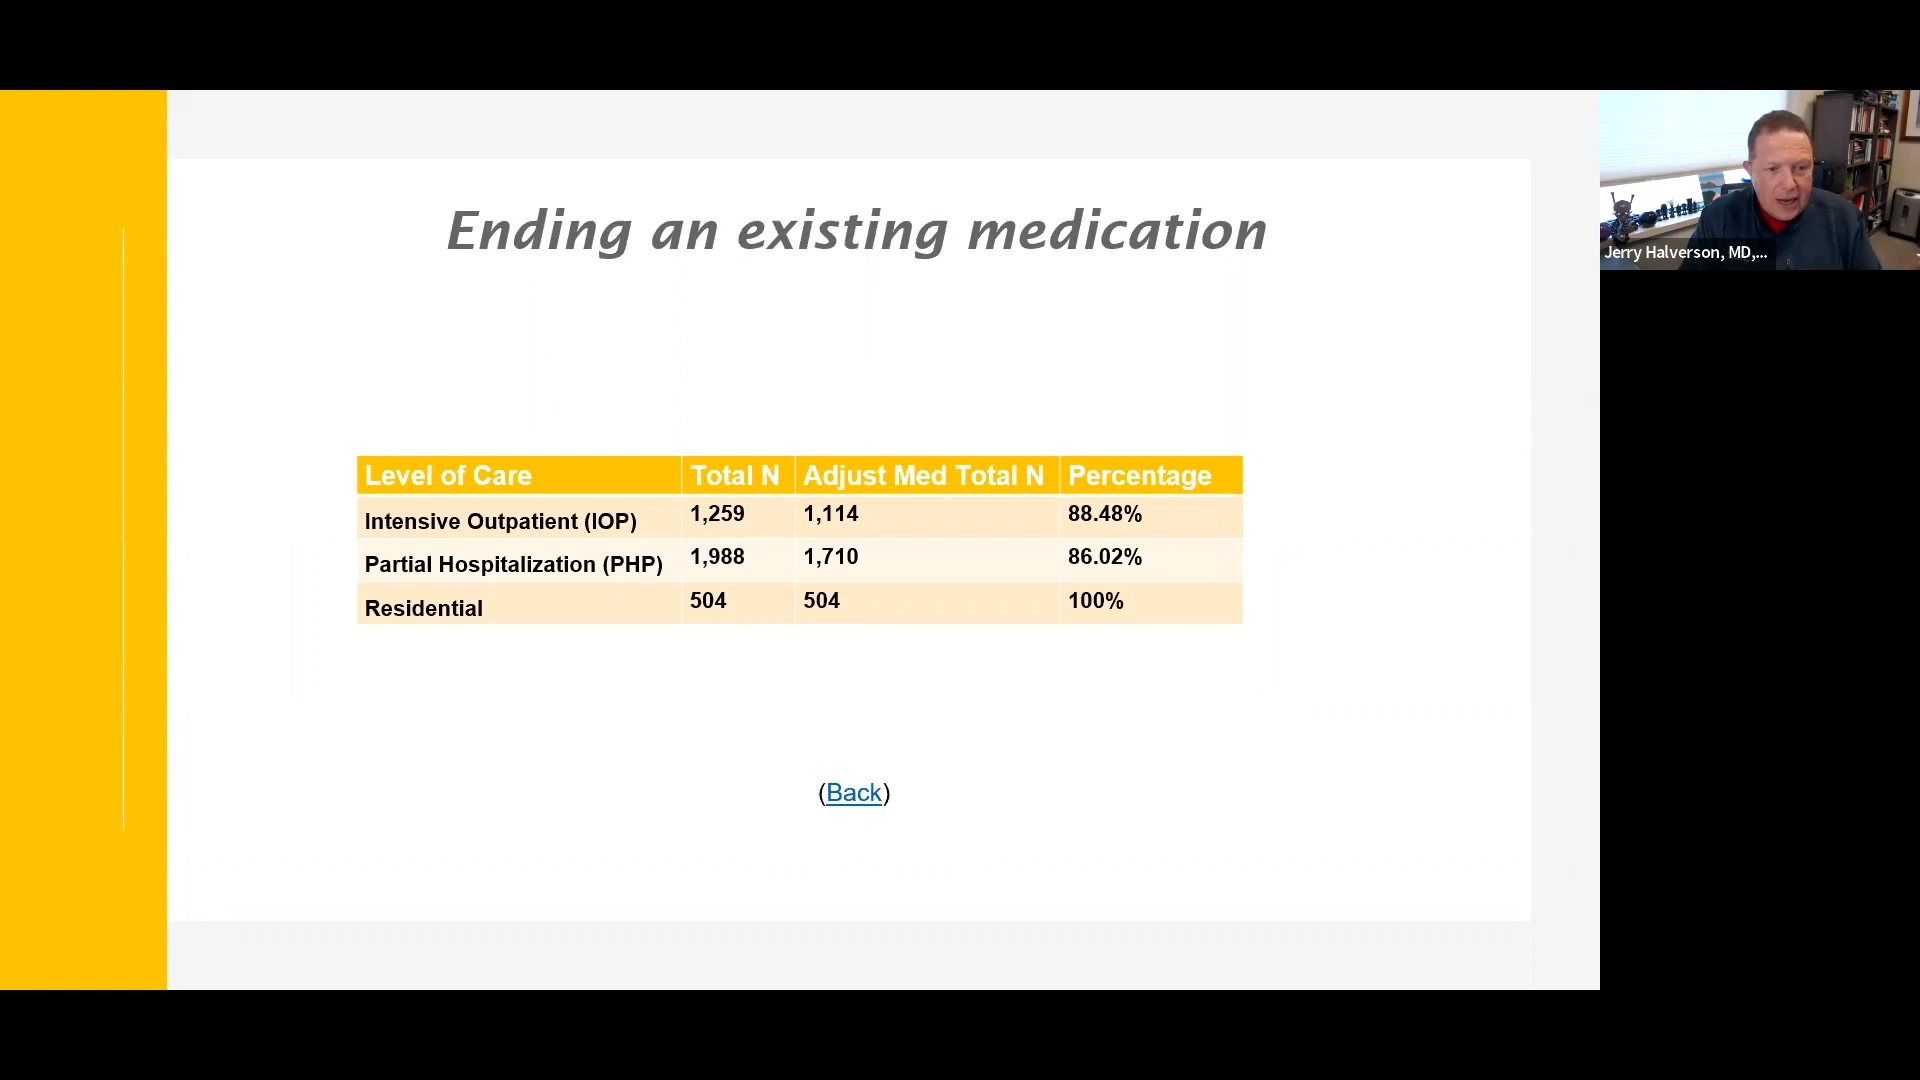 Ending an existing medication
Level of Care Total N Adjust Med Total N Percentage
Intensive Outpatient (IOP) 1,259 1,114 88.48%
Partial Hospitalization (PHP) 1,988 1,710 86.02%
Residential 504 504 100%
(Back)
Jerry Halverson, MD,...